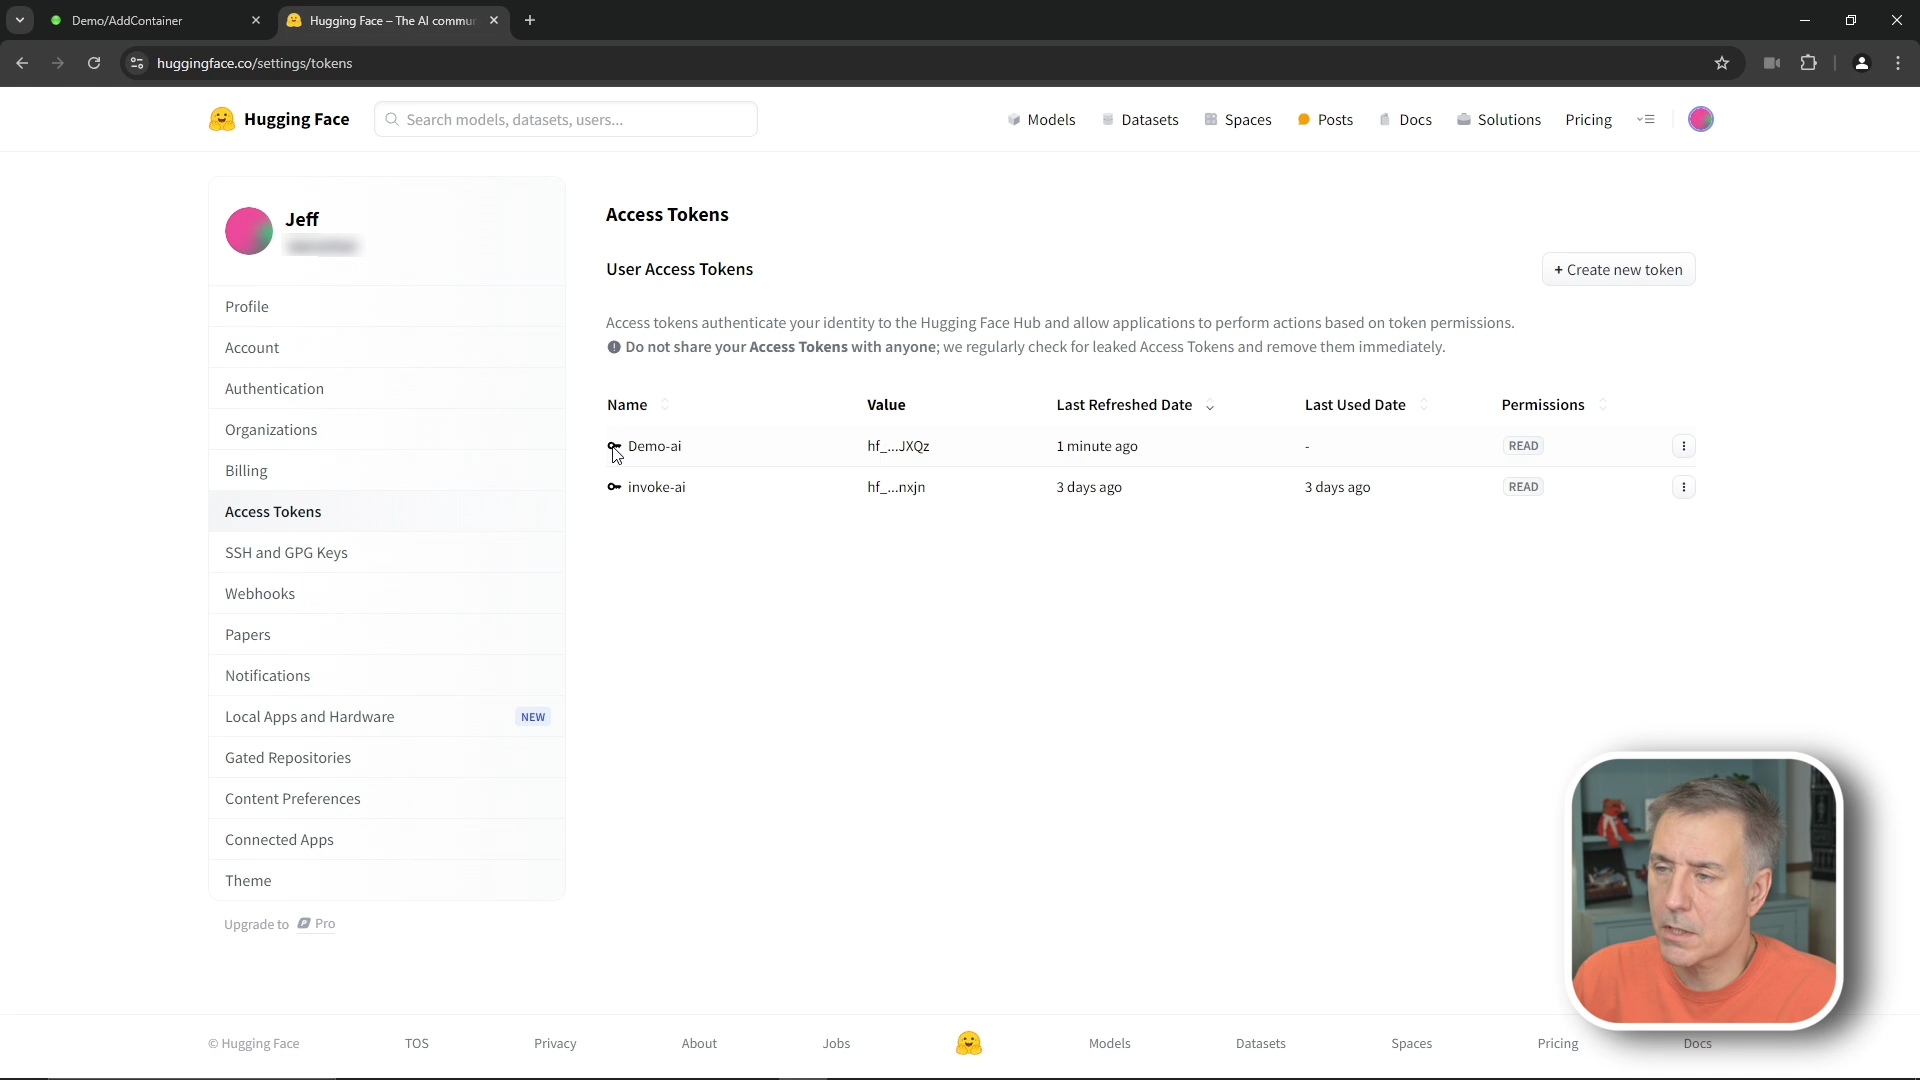 Demo/AddContainer
Hugging Face – The AI commu
huggingface.co/settings/tokens
Hugging Face
Search models, datasets, users...
Models
Datasets
Spaces
Posts
Docs
Solutions
Pricing
Jeff
Profile
Account
Authentication
Organizations
Billing
Access Tokens
SSH and GPG Keys
Webhooks
Papers
Notifications
Local Apps and Hardware NEW
Gated Repositories
Content Preferences
Connected Apps
Theme
Upgrade to Pro
Access Tokens
User Access Tokens
+ Create new token
Access tokens authenticate your identity to the Hugging Face Hub and allow applications to perform actions based on token permissions.
Do not share your Access Tokens with anyone; we regularly check for leaked Access Tokens and remove them immediately.
Name Value Last Refreshed Date Last Used Date Permissions
Demo-ai hf_...JXQz 1 minute ago - READ
invoke-ai hf_...nxjn 3 days ago 3 days ago READ
© Hugging Face TOS Privacy About Jobs Models Datasets Spaces Pricing Docs